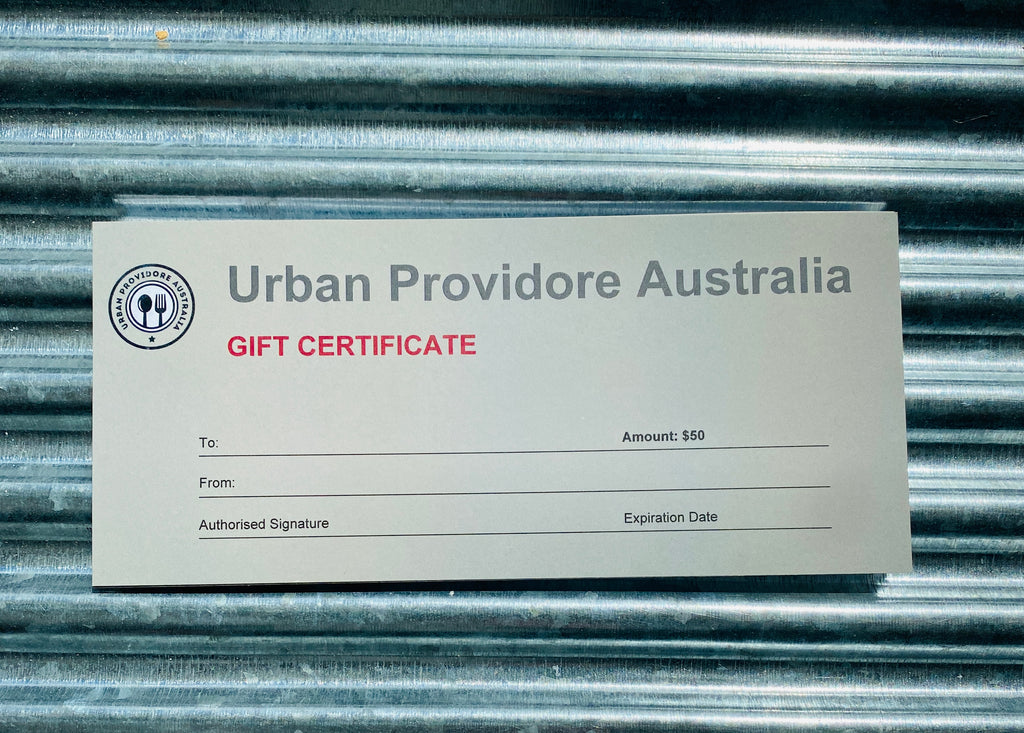 URBAN PROVIDORE AUSTRALIA
Urban Providore Australia
GIFT CERTIFICATE
To:
Amount: $50
From:
Authorised Signature
Expiration Date